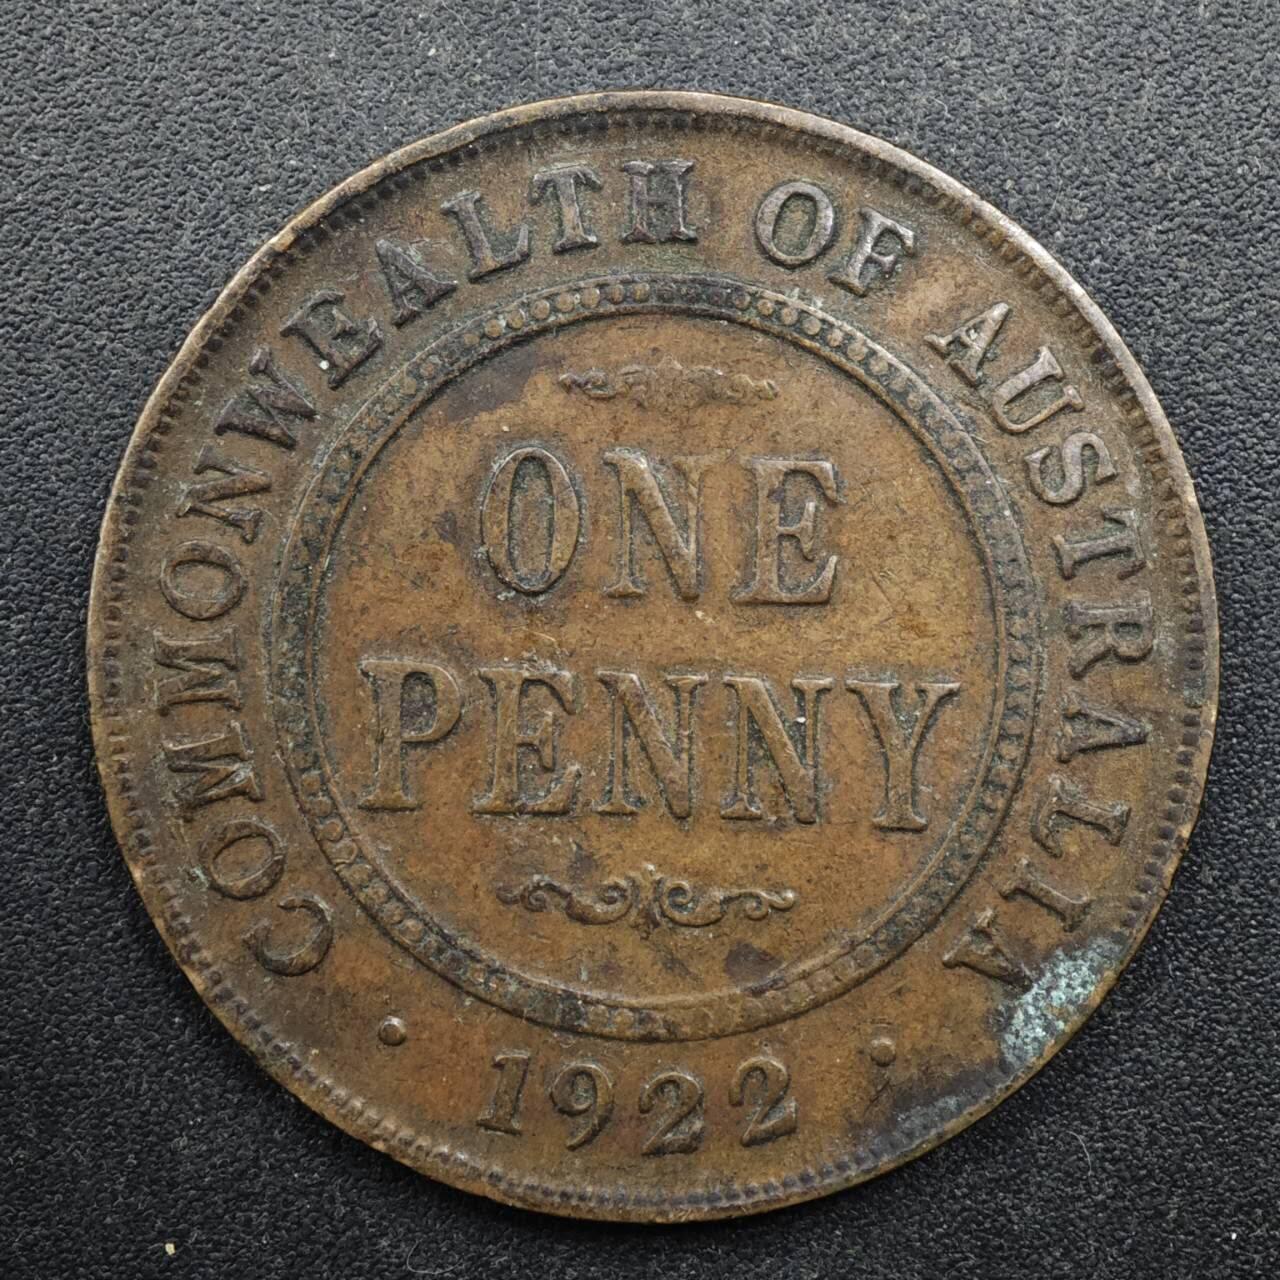 COMMONWEALTH OF AUSTRALIA
ONE
PENNY
· 1922 ·